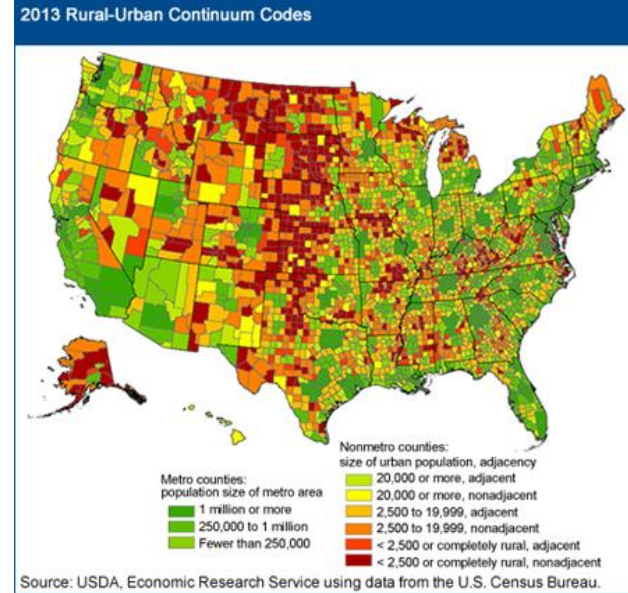 2013 Rural-Urban Continuum Codes
Metro counties:
population size of metro area
1 million or more
250,000 to 1 million
Fewer than 250,000
Nonmetro counties:
size of urban population, adjacency
20,000 or more, adjacent
20,000 or more, nonadjacent
2,500 to 19,999, adjacent
2,500 to 19,999, nonadjacent
< 2,500 or completely rural, adjacent
< 2,500 or completely rural, nonadjacent
Source: USDA, Economic Research Service using data from the U.S. Census Bureau.